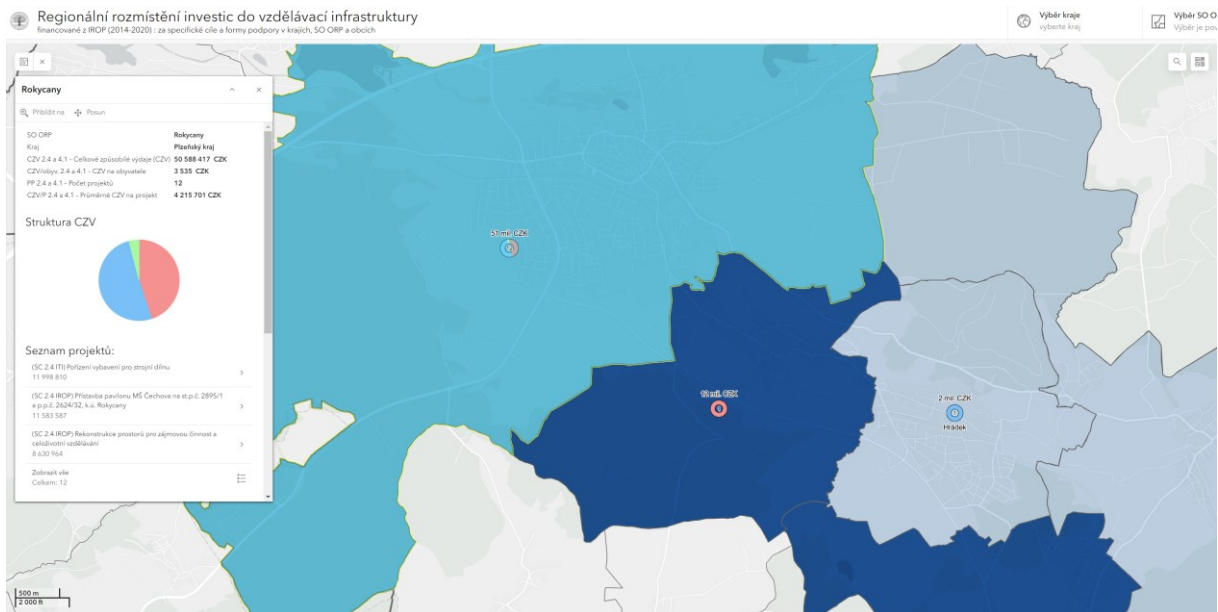 Regionální rozmístění investic do vzdělávací infrastruktury
financované z IROP (2014-2020) : za specifické cíle a formy podpory v krajích, SO ORP a obcích
Výběr kraje
vyberte kraj
Výběr SO O
Výběr je pov
Rokycany
Přiblížit na
Posun
SO ORP Rokycany
Kraj Plzeňský kraj
CZV 2.4 a 4.1 - Celkové způsobilé výdaje (CZV) 50 588 417 CZK
CZV/obyv. 2.4 a 4.1 - CZV na obyvatele 3 535 CZK
PP 2.4 a 4.1 - Počet projektů 12
CZV/P 2.4 a 4.1 - Průměrné CZV na projekt 4 215 701 CZK
Struktura CZV
Seznam projektů:
(SC 2.4 ITI) Pořízení vybavení pro strojní dílnu
11 998 810
(SC 2.4 IROP) Přístavba pavilonu MŠ Čechova na st.p.č. 2895/1
a p.p.č. 2624/32, k.ú. Rokycany
11 583 587
(SC 2.4 IROP) Rekonstrukce prostorů pro zájmovou činnost a
celoživotní vzdělávání
8 630 964
Zobrazit vše
Celkem: 12
51 mil. CZK
12 mil. CZK
2 mil. CZK
Hrádek
500 m
2 000 ft